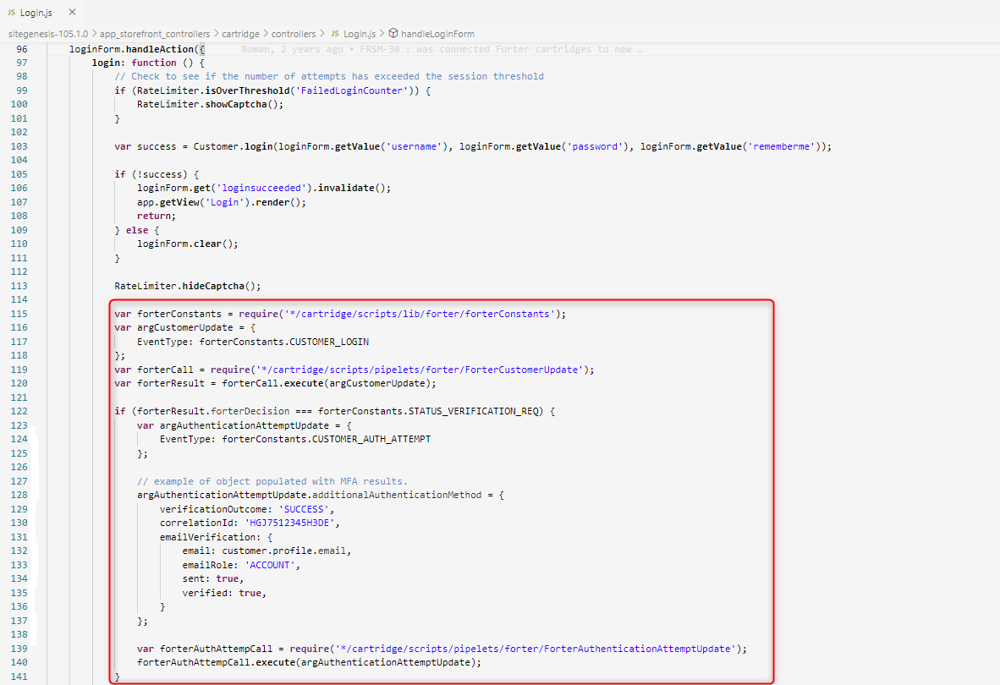 JS Login.js ×
sitegenesis-105.1.0 > app_storefront_controllers > cartridge > controllers > JS Login.js > handleLoginForm
96 loginForm.handleAction({ Roman, 2 years ago • FRSM-30 : was connected Forter cartridges to new …
97 login: function () {
98 // Check to see if the number of attempts has exceeded the session threshold
99 if (RateLimiter.isOverThreshold('FailedLoginCounter')) {
100 RateLimiter.showCaptcha();
101 }
102
103 var success = Customer.login(loginForm.getValue('username'), loginForm.getValue('password'), loginForm.getValue('rememberme'));
104
105 if (!success) {
106 loginForm.get('loginsucceeded').invalidate();
107 app.getView('Login').render();
108 return;
109 } else {
110 loginForm.clear();
111 }
112
113 RateLimiter.hideCaptcha();
114
115 var forterConstants = require('*/cartridge/scripts/lib/forter/forterConstants');
116 var argCustomerUpdate = {
117 EventType: forterConstants.CUSTOMER_LOGIN
118 };
119 var forterCall = require('*/cartridge/scripts/pipelets/forter/ForterCustomerUpdate');
120 var forterResult = forterCall.execute(argCustomerUpdate);
121
122 if (forterResult.forterDecision === forterConstants.STATUS_VERIFICATION_REQ) {
123 var argAuthenticationAttemptUpdate = {
124 EventType: forterConstants.CUSTOMER_AUTH_ATTEMPT
125 };
126
127 // example of object populated with MFA results.
128 argAuthenticationAttemptUpdate.additionalAuthenticationMethod = {
129 verificationOutcome: 'SUCCESS',
130 correlationId: 'HGJ7512345H3DE',
131 emailVerification: {
132 email: customer.profile.email,
133 emailRole: 'ACCOUNT',
134 sent: true,
135 verified: true,
136 }
137 };
138
139 var forterAuthAttempCall = require('*/cartridge/scripts/pipelets/forter/ForterAuthenticationAttemptUpdate');
140 forterAuthAttempCall.execute(argAuthenticationAttemptUpdate);
141 }